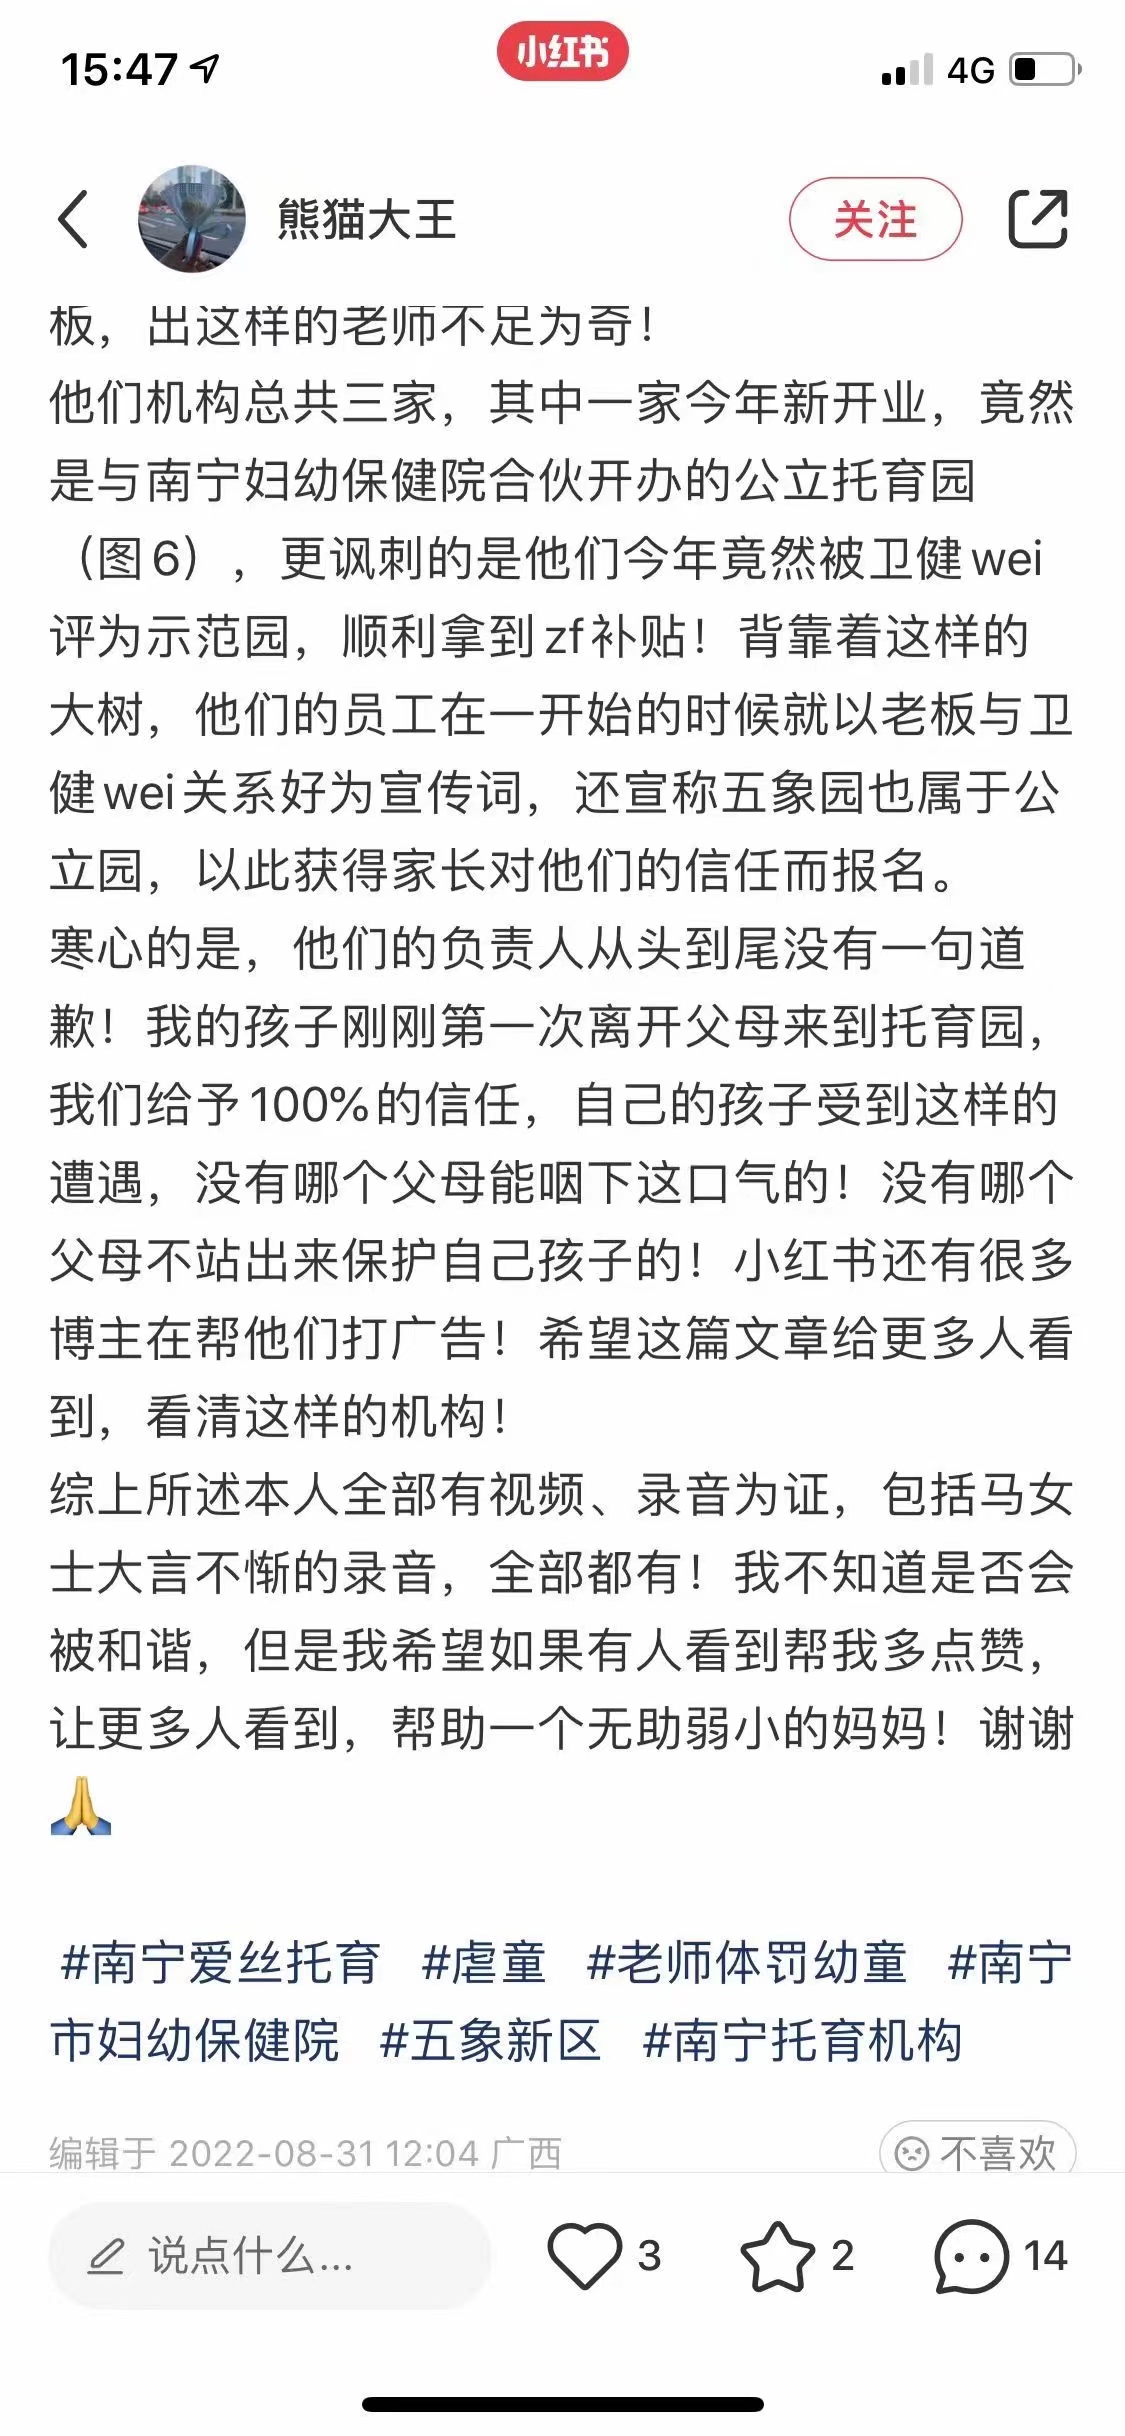 15:47
小红书
4G
熊猫大王
关注
板，出这样的老师不足为奇！
他们机构总共三家，其中一家今年新开业，竟然
是与南宁妇幼保健院合伙开办的公立托育园
（图6），更讽刺的是他们今年竟然被卫健wei
评为示范园，顺利拿到zf补贴！背靠着这样的
大树，他们的员工在一开始的时候就以老板与卫
健wei关系好为宣传词，还宣称五象园也属于公
立园，以此获得家长对他们的信任而报名。
寒心的是，他们的负责人从头到尾没有一句道
歉！我的孩子刚刚第一次离开父母来到托育园，
我们给予100%的信任，自己的孩子受到这样的
遭遇，没有哪个父母能咽下这口气的！没有哪个
父母不站出来保护自己孩子的！小红书还有很多
博主在帮他们打广告！希望这篇文章给更多人看
到，看清这样的机构！
综上所述本人全部有视频、录音为证，包括马女
士大言不惭的录音，全部都有！我不知道是否会
被和谐，但是我希望如果有人看到帮我多点赞，
让更多人看到，帮助一个无助弱小的妈妈！谢谢
🙏
#南宁爱丝托育 #虐童 #老师体罚幼童 #南宁
市妇幼保健院 #五象新区 #南宁托育机构
编辑于 2022-08-31 12:04 广西
不喜欢
说点什么...
3
2
14